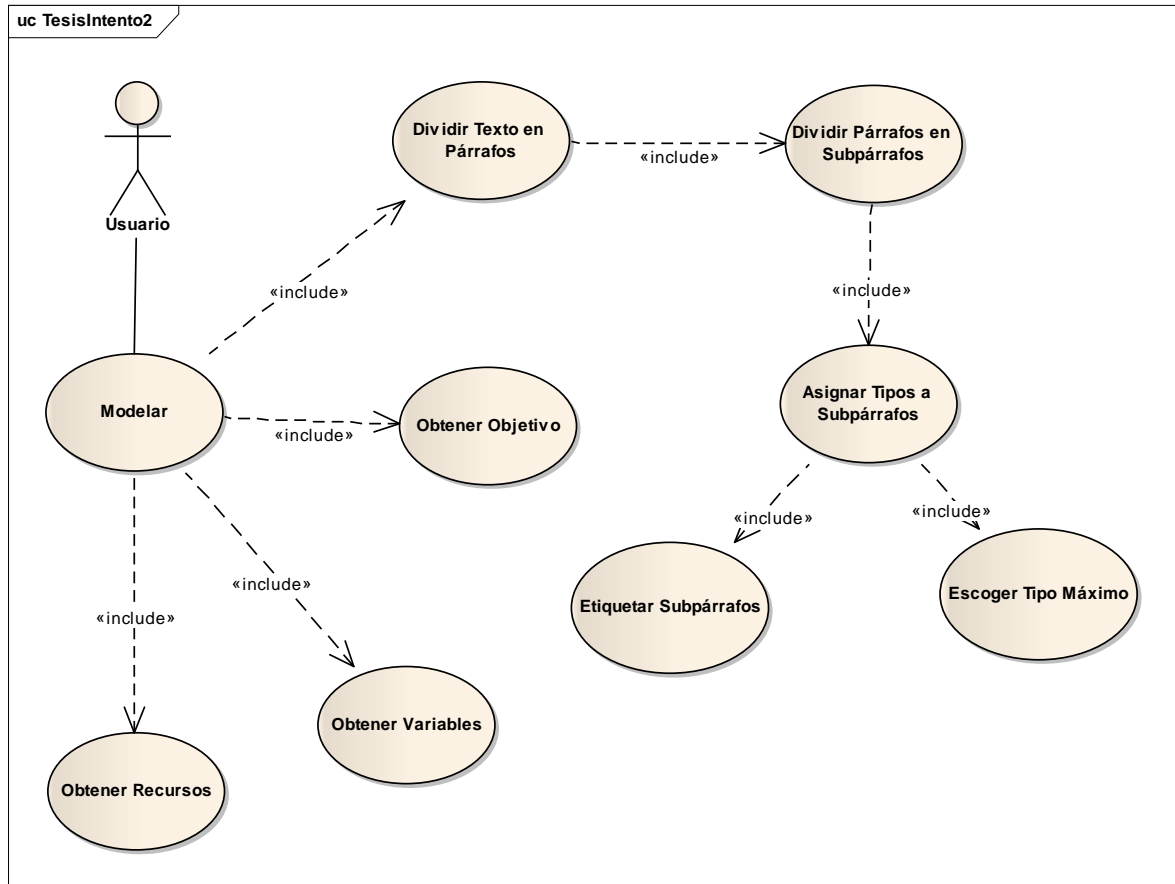 uc TesisIntento2
Usuario
Dividir Texto en
Párrafos
«include»
Dividir Párrafos en
Subpárrafos
«include»
«include»
Modelar
«include»
Obtener Objetivo
Asignar Tipos a
Subpárrafos
«include»
«include»
«include»
«include»
Etiquetar Subpárrafos
Escoger Tipo Máximo
Obtener Variables
Obtener Recursos